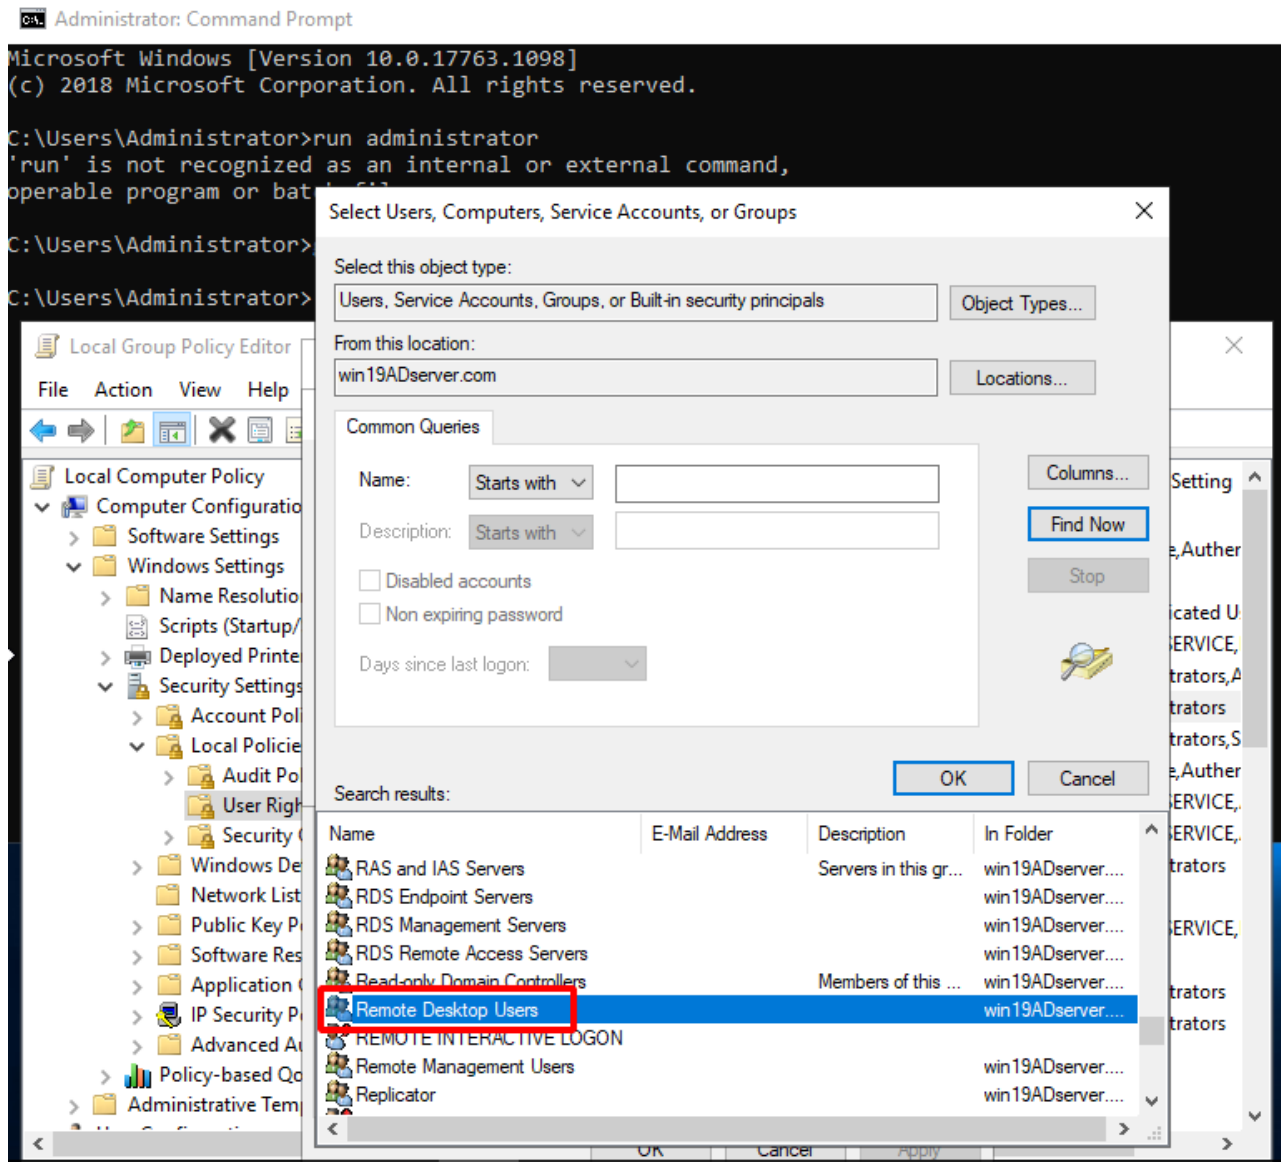 Administrator: Command Prompt
Microsoft Windows [Version 10.0.17763.1098]
(c) 2018 Microsoft Corporation. All rights reserved.
C:\Users\Administrator>run administrator
'run' is not recognized as an internal or external command,
operable program or bat
C:\Users\Administrator>
C:\Users\Administrator>
Select Users, Computers, Service Accounts, or Groups
Select this object type:
Users, Service Accounts, Groups, or Built-in security principals
Object Types...
From this location:
win19ADserver.com
Locations...
Common Queries
Name:
Starts with
Description:
Starts with
Disabled accounts
Non expiring password
Days since last logon:
Columns...
Find Now
Stop
OK
Cancel
Search results:
Name E-Mail Address Description In Folder
RAS and IAS Servers Servers in this gr... win19ADserver....
RDS Endpoint Servers win19ADserver....
RDS Management Servers win19ADserver....
RDS Remote Access Servers win19ADserver....
Read-only Domain Controllers Members of this ... win19ADserver....
Remote Desktop Users win19ADserver....
REMOTE INTERACTIVE LOGON
Remote Management Users win19ADserver....
Replicator win19ADserver....
Local Group Policy Editor
File Action View Help
Local Computer Policy
Computer Configuratio
Software Settings
Windows Settings
Name Resolutio
Scripts (Startup/
Deployed Printe
Security Settings
Account Poli
Local Policie
Audit Po
User Righ
Security O
Windows De
Network List
Public Key P
Software Res
Application
IP Security P
Advanced Au
Policy-based Qo
Administrative Tem
Setting
,Auther
icated U
SERVICE,
trators,A
trators
trators,S
,Auther
SERVICE,.
SERVICE,.
trators
SERVICE,
trators
trators
OK Cancel Apply